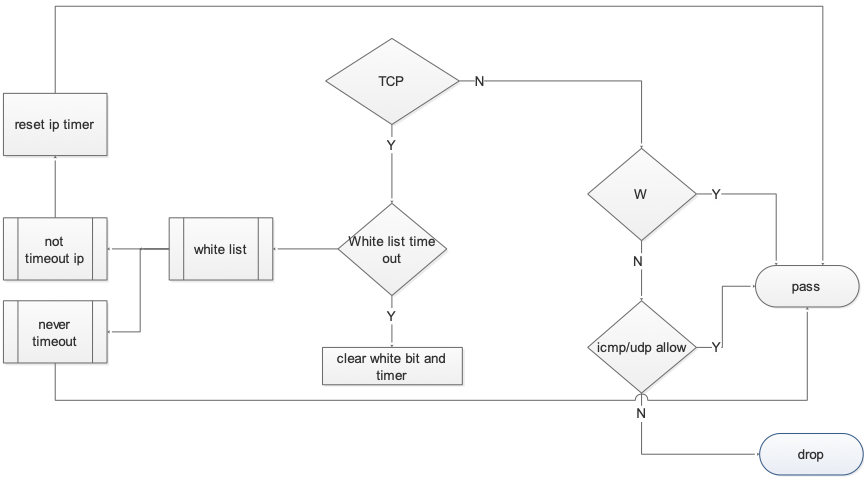 TCP
N
reset ip timer
Y
W
Y
not
timeout ip
white list
White list time
out
N
pass
never
timeout
Y
clear white bit and
timer
icmp/udp allow
Y
N
drop